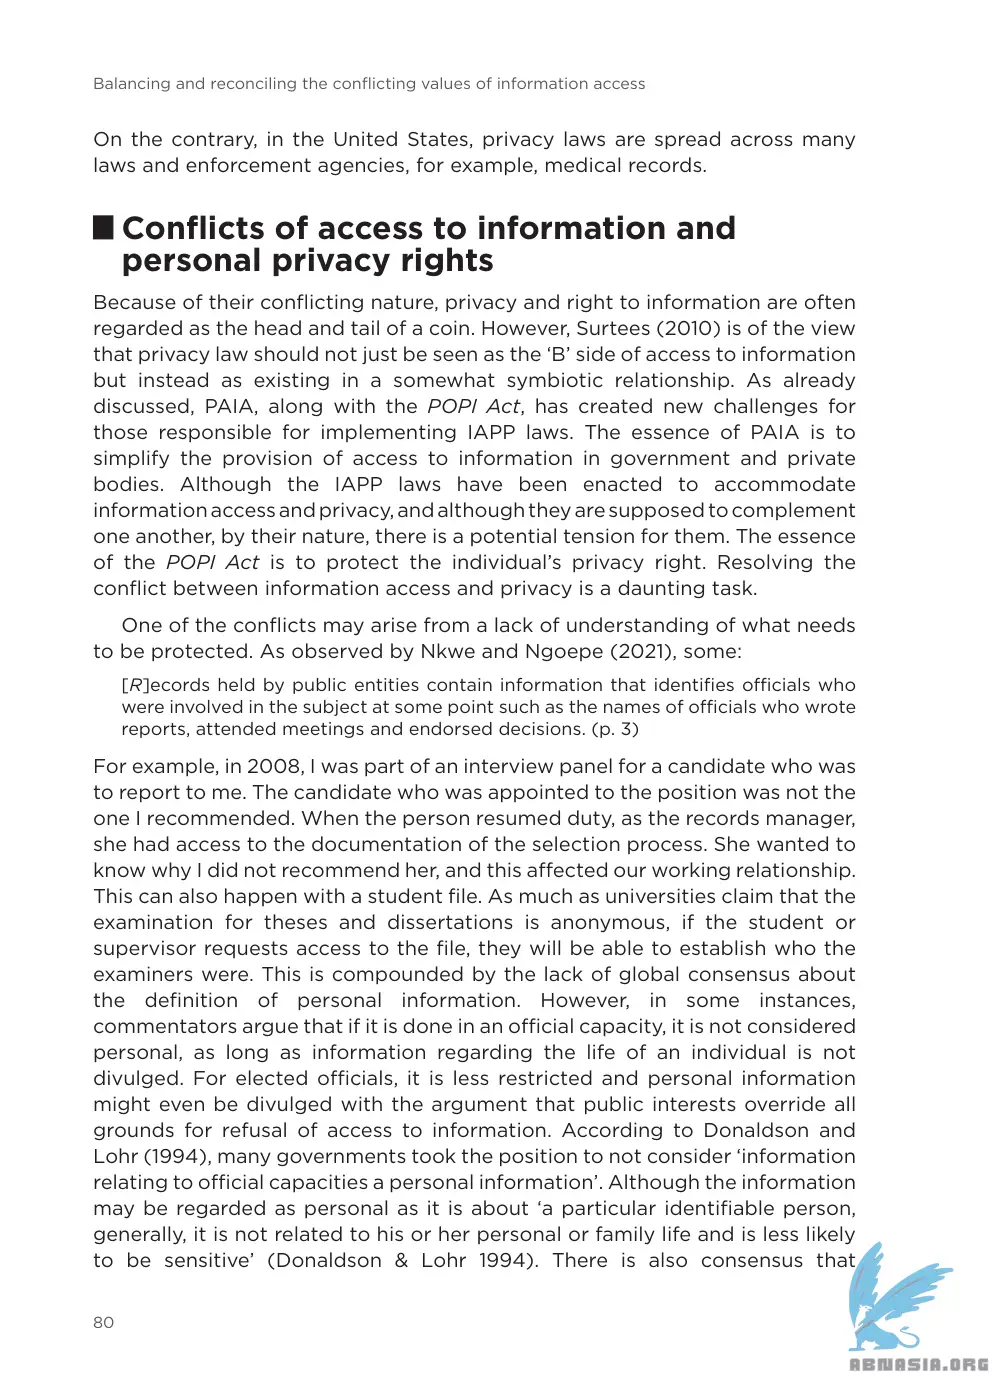 Balancing and reconciling the conflicting values of information access
On the contrary, in the United States, privacy laws are spread across many
laws and enforcement agencies, for example, medical records.
Conflicts of access to information and
personal privacy rights
Because of their conflicting nature, privacy and right to information are often
regarded as the head and tail of a coin. However, Surtees (2010) is of the view
that privacy law should not just be seen as the ‘B’ side of access to information
but instead as existing in a somewhat symbiotic relationship. As already
discussed, PAIA, along with the POPI Act, has created new challenges for
those responsible for implementing IAPP laws. The essence of PAIA is to
simplify the provision of access to information in government and private
bodies. Although the IAPP laws have been enacted to accommodate
information access and privacy, and although they are supposed to complement
one another, by their nature, there is a potential tension for them. The essence
of the POPI Act is to protect the individual’s privacy right. Resolving the
conflict between information access and privacy is a daunting task.
One of the conflicts may arise from a lack of understanding of what needs
to be protected. As observed by Nkwe and Ngoepe (2021), some:
[R]ecords held by public entities contain information that identifies officials who
were involved in the subject at some point such as the names of officials who wrote
reports, attended meetings and endorsed decisions. (p. 3)
For example, in 2008, I was part of an interview panel for a candidate who was
to report to me. The candidate who was appointed to the position was not the
one I recommended. When the person resumed duty, as the records manager,
she had access to the documentation of the selection process. She wanted to
know why I did not recommend her, and this affected our working relationship.
This can also happen with a student file. As much as universities claim that the
examination for theses and dissertations is anonymous, if the student or
supervisor requests access to the file, they will be able to establish who the
examiners were. This is compounded by the lack of global consensus about
the definition of personal information. However, in some instances,
commentators argue that if it is done in an official capacity, it is not considered
personal, as long as information regarding the life of an individual is not
divulged. For elected officials, it is less restricted and personal information
might even be divulged with the argument that public interests override all
grounds for refusal of access to information. According to Donaldson and
Lohr (1994), many governments took the position to not consider ‘information
relating to official capacities a personal information’. Although the information
may be regarded as personal as it is about ‘a particular identifiable person,
generally, it is not related to his or her personal or family life and is less likely
to be sensitive’ (Donaldson & Lohr 1994). There is also consensus that
80
ABNASIA.ORG